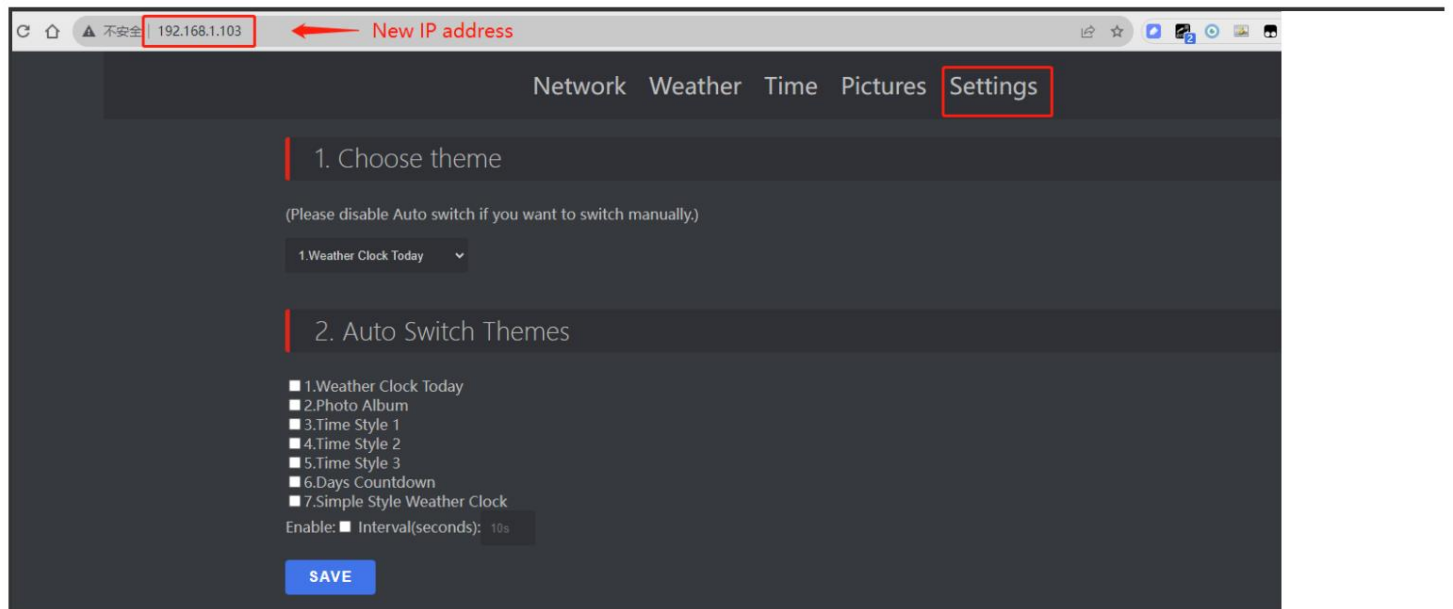 不安全 192.168.1.103 New IP address 2
Network Weather Time Pictures Settings
1. Choose theme
(Please disable Auto switch if you want to switch manually.)
1.Weather Clock Today
2. Auto Switch Themes
1.Weather Clock Today
2.Photo Album
3.Time Style 1
4.Time Style 2
5.Time Style 3
6.Days Countdown
7.Simple Style Weather Clock
Enable: Interval(seconds): 10s
SAVE